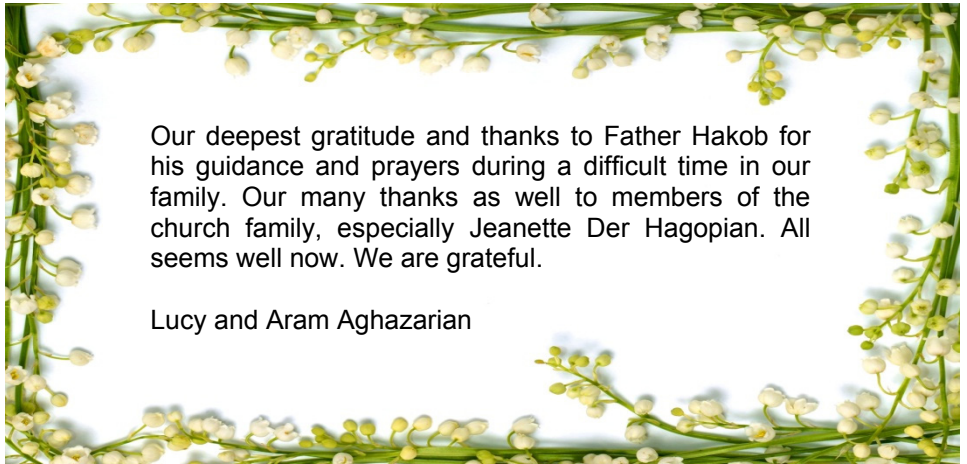 Our deepest gratitude and thanks to Father Hakob for
his guidance and prayers during a difficult time in our
family. Our many thanks as well to members of the
church family, especially Jeanette Der Hagopian. All
seems well now. We are grateful.
Lucy and Aram Aghazarian